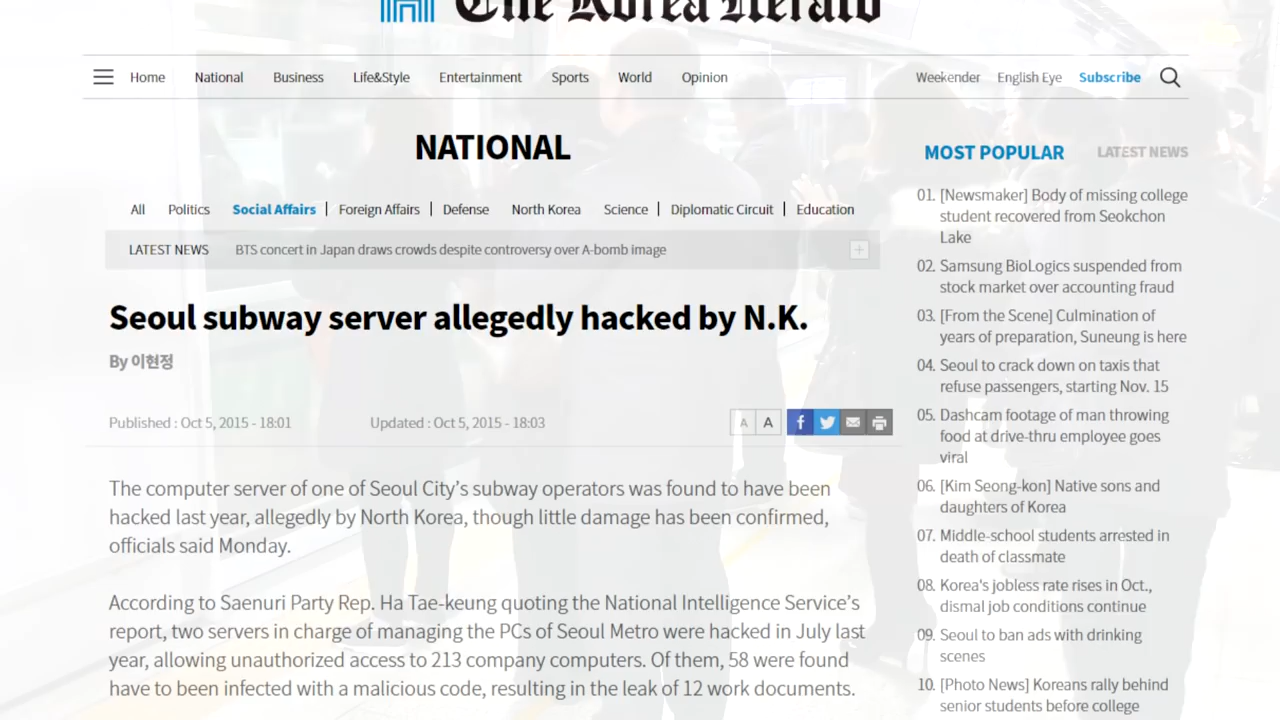 The Korea Herald
Home National Business Life&Style Entertainment Sports World Opinion Weekender English Eye Subscribe
NATIONAL
All Politics Social Affairs | Foreign Affairs | Defense North Korea Science | Diplomatic Circuit | Education
LATEST NEWS BTS concert in Japan draws crowds despite controversy over A-bomb image
Seoul subway server allegedly hacked by N.K.
By 이현정
Published : Oct 5, 2015 - 18:01 Updated : Oct 5, 2015 - 18:03
A A f
The computer server of one of Seoul City’s subway operators was found to have been
hacked last year, allegedly by North Korea, though little damage has been confirmed,
officials said Monday.
According to Saenuri Party Rep. Ha Tae-keung quoting the National Intelligence Service’s
report, two servers in charge of managing the PCs of Seoul Metro were hacked in July last
year, allowing unauthorized access to 213 company computers. Of them, 58 were found
have to been infected with a malicious code, resulting in the leak of 12 work documents.
MOST POPULAR LATEST NEWS
01. [Newsmaker] Body of missing college
student recovered from Seokchon
Lake
02. Samsung BioLogics suspended from
stock market over accounting fraud
03. [From the Scene] Culmination of
years of preparation, Suneung is here
04. Seoul to crack down on taxis that
refuse passengers, starting Nov. 15
05. Dashcam footage of man throwing
food at drive-thru employee goes
viral
06. [Kim Seong-kon] Native sons and
daughters of Korea
07. Middle-school students arrested in
death of classmate
08. Korea's jobless rate rises in Oct.,
dismal job conditions continue
09. Seoul to ban ads with drinking
scenes
10. [Photo News] Koreans rally behind
senior students before college